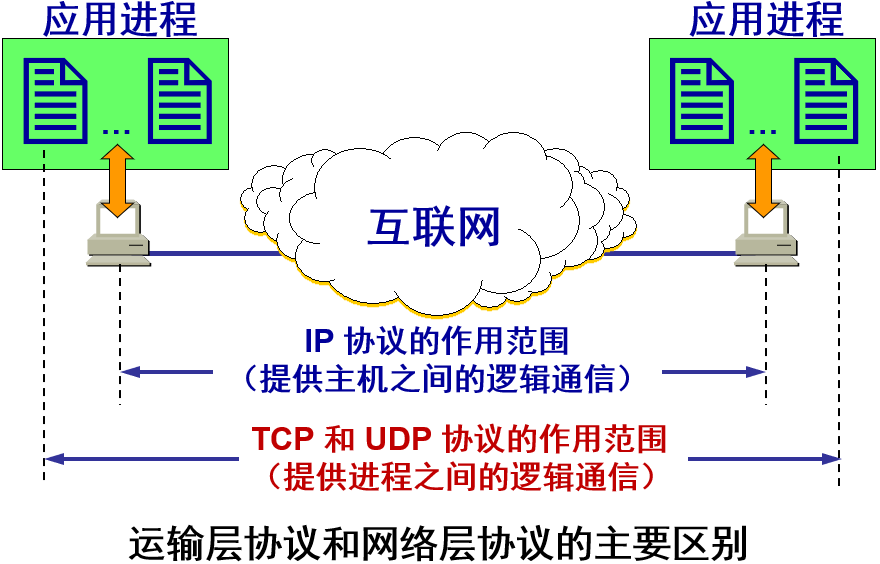 应用进程
应用进程
…
…
互联网
IP 协议的作用范围
（提供主机之间的逻辑通信）
TCP 和 UDP 协议的作用范围
（提供进程之间的逻辑通信）
运输层协议和网络层协议的主要区别